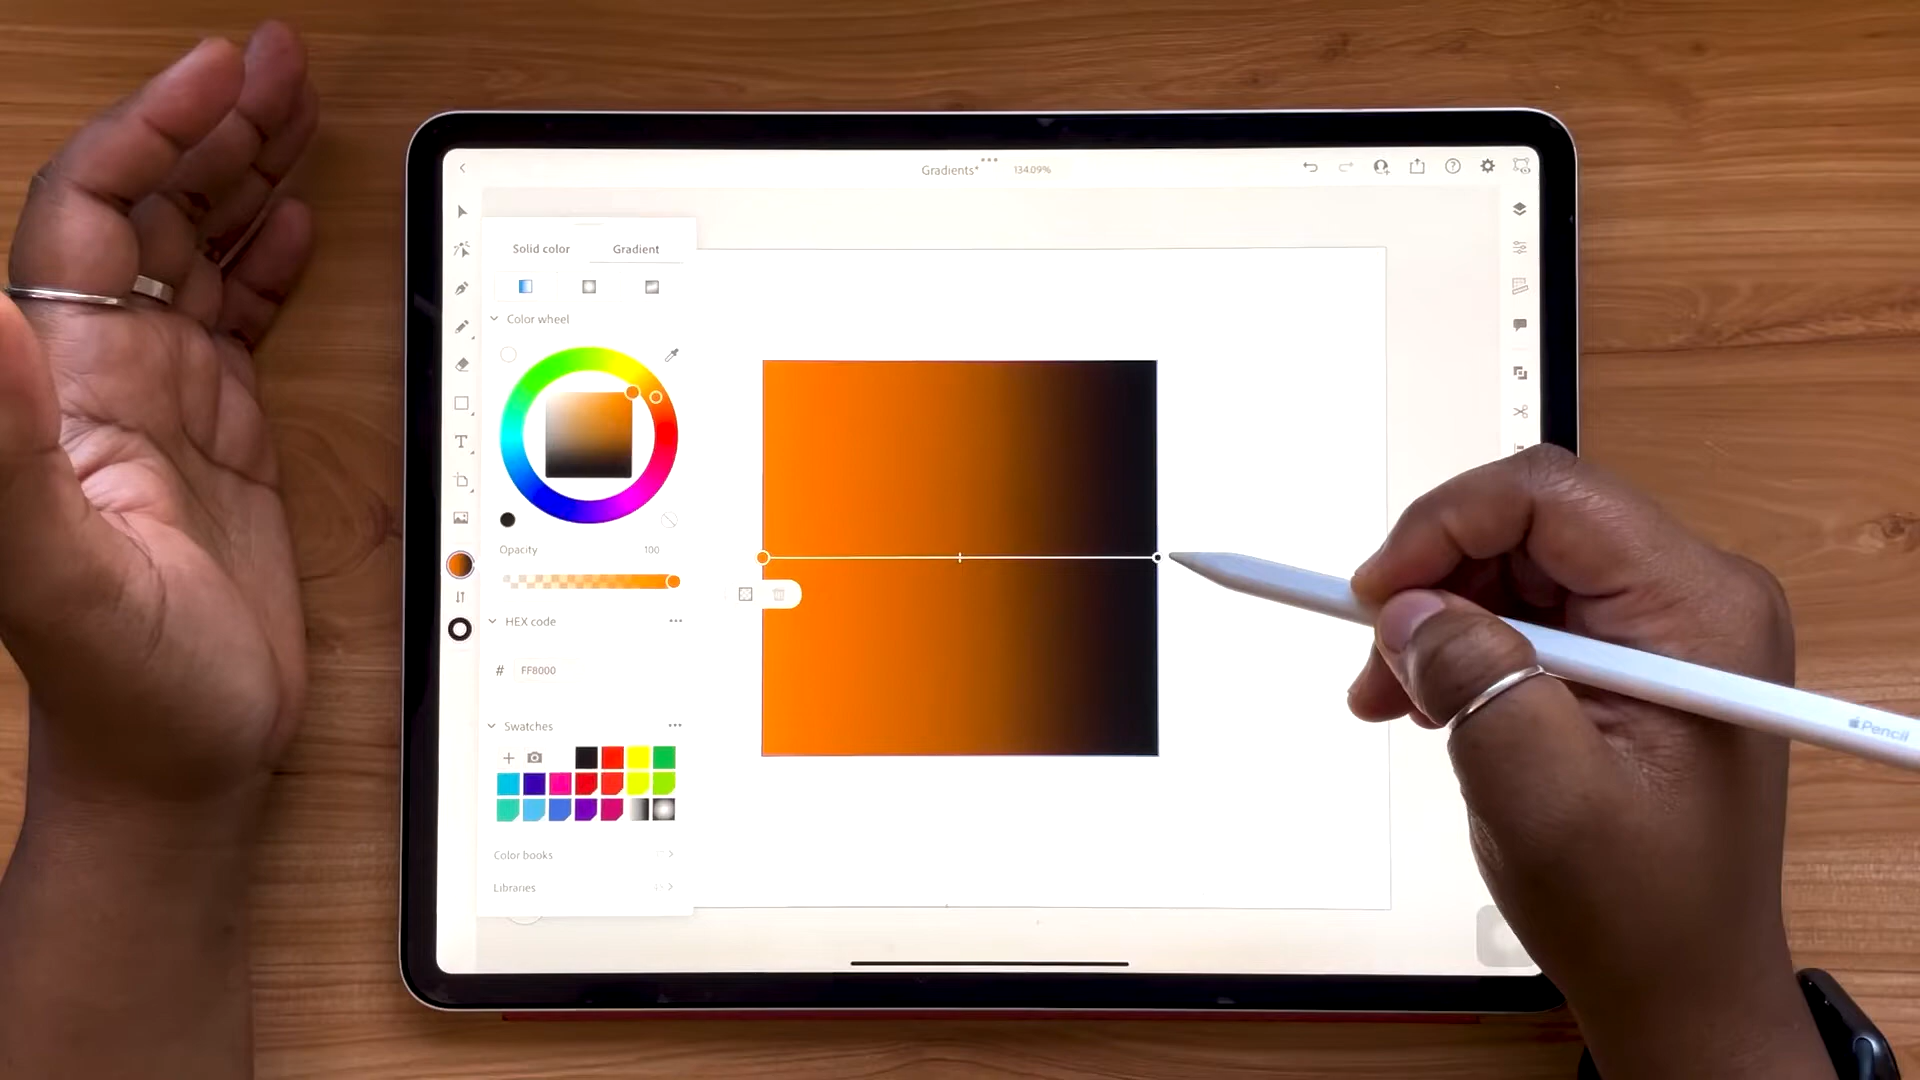 Gradients*
134.09%
Solid color
Gradient
Color wheel
Opacity
100
HEX code
# FF8000
Swatches
Color books
Libraries
T
Pencil